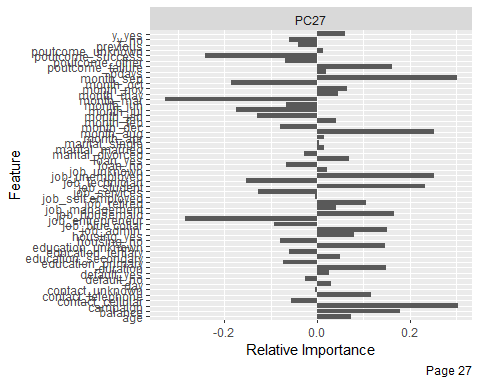 PC27
y_yes
y_no
previous
poutcome_unknown
poutcome_success
poutcome_other
poutcome_failure
pdays
month_sep
month_oct
month_nov
month_may
month_mar
month_jun
month_jul
month_jan
month_feb
month_dec
month_aug
month_apr
marital_single
marital_married
marital_divorced
loan_yes
loan_no
job_unknown
job_unemployed
job_technician
job_student
job_services
job_self.employed
job_retired
job_management
job_housemaid
job_entrepreneur
job_blue.collar
job_admin.
housing_yes
housing_no
education_unknown
education_tertiary
education_secondary
education_primary
duration
default_yes
default_no
day
contact_unknown
contact_telephone
contact_cellular
campaign
balance
age
Feature
-0.2
0.0
0.2
Relative Importance
Page 27